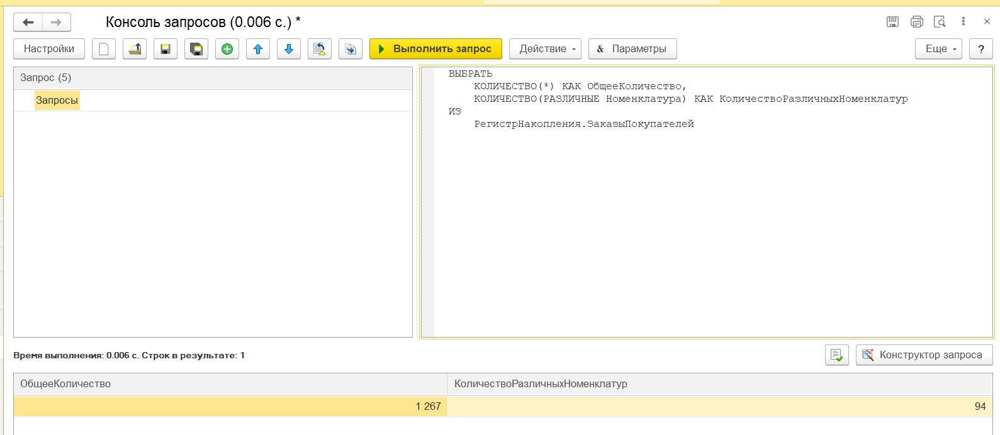 Консоль запросов (0.006 с.) *
Настройки
Выполнить запрос
Действие
& Параметры
Еще
?
Запрос (5)
Запросы
ВЫБРАТЬ
КОЛИЧЕСТВО(*) КАК ОбщееКоличество,
КОЛИЧЕСТВО(РАЗЛИЧНЫЕ Номенклатура) КАК КоличествоРазличныхНоменклатур
ИЗ
РегистрНакопления.ЗаказыПокупателей
Время выполнения: 0.006 с. Строк в результате: 1
Конструктор запроса
ОбщееКоличество КоличествоРазличныхНоменклатур
1 267 94